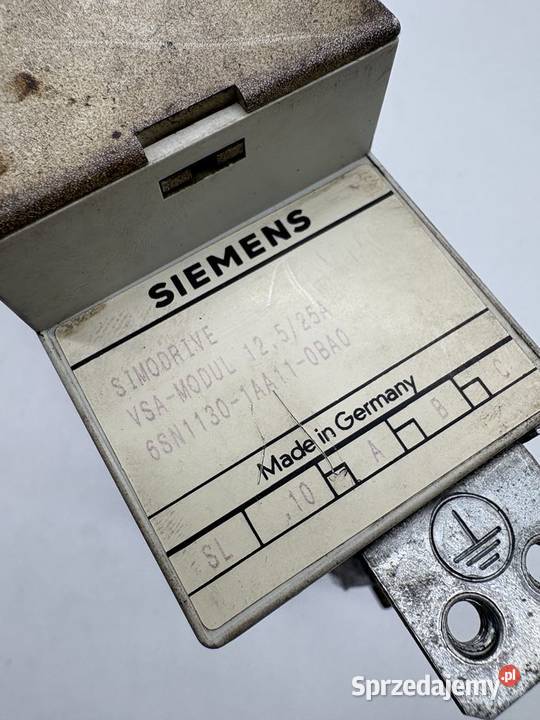 SIEMENS
SIMODRIVE
VSA-MODUL 12,5/25A
6SN1130-1AA11-0BA0
Made in Germany
SL 10 A B C
Sprzedajemy.pl